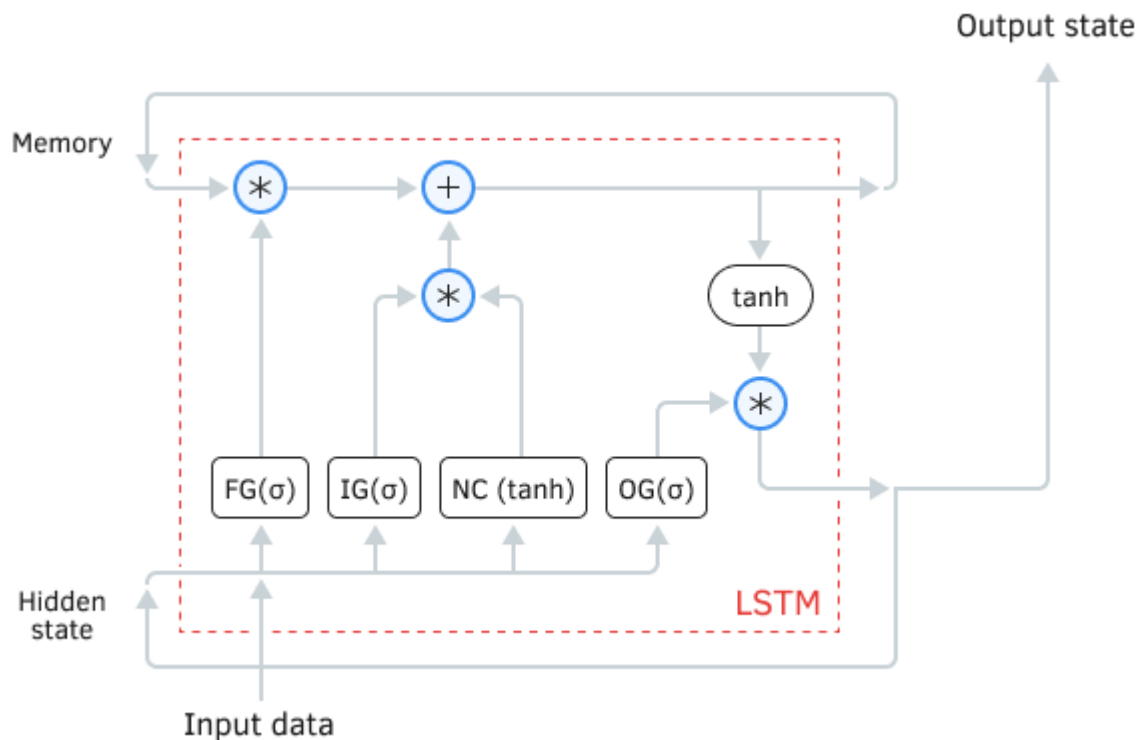 Output state
Memory
*
+
*
tanh
*
FG(σ)
IG(σ)
NC (tanh)
OG(σ)
Hidden
state
LSTM
Input data